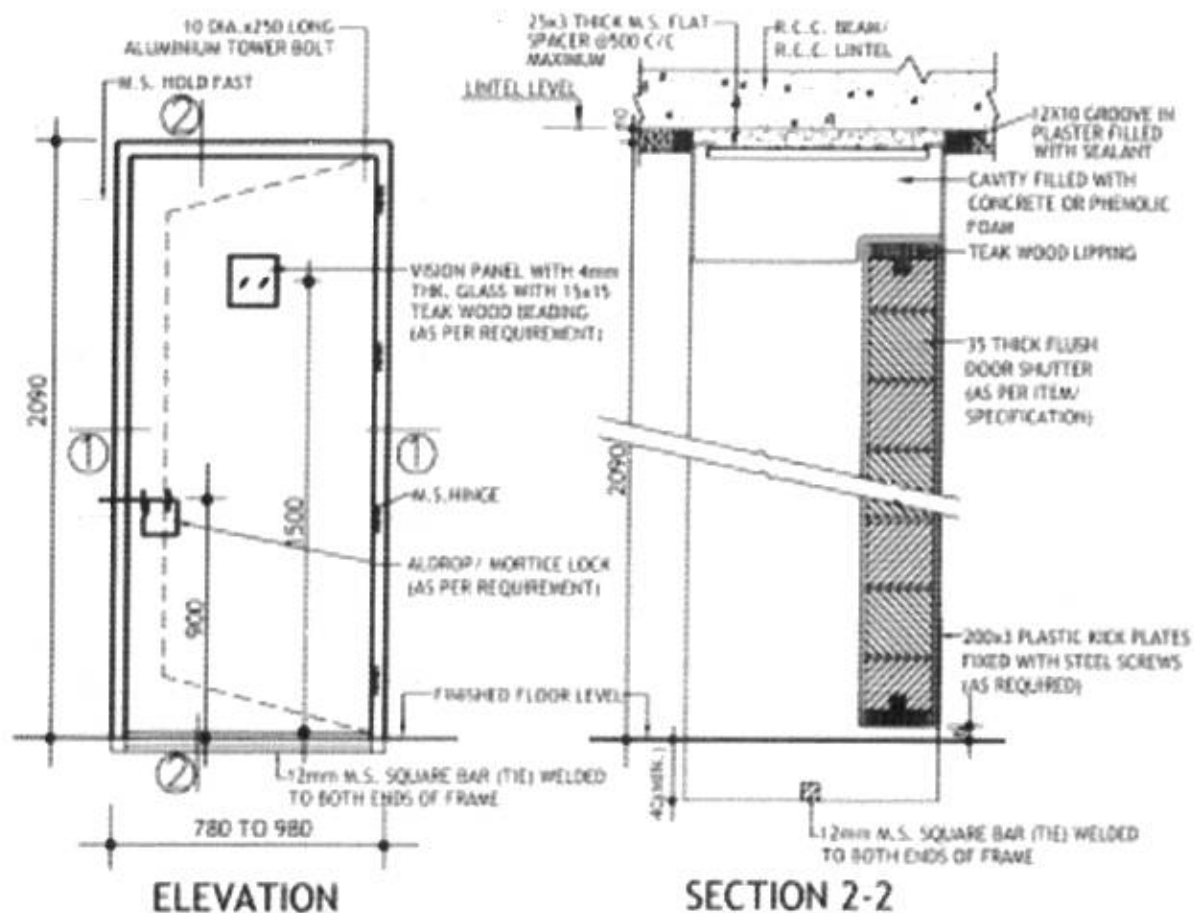 10 DIA.x250 LONG
ALUMINIUM TOWER BOLT
M.S. HOLD FAST
2
2090
1
1
VISION PANEL WITH 4mm
THK. GLASS WITH 15x15
TEAK WOOD BEADING
(AS PER REQUIREMENT)
M.S.HINGE
1500
ALDROP/ MORTICE LOCK
(AS PER REQUIREMENT)
900
FINISHED FLOOR LEVEL
2
12mm M.S. SQUARE BAR (TIE) WELDED
TO BOTH ENDS OF FRAME
780 TO 980
ELEVATION
25x3 THICK M.S. FLAT
SPACER @500 C/C
MAXIMUM
R.C.C. BEAM/
R.C.C. LINTEL
LINTEL LEVEL
12X10 GROOVE IN
PLASTER FILLED
WITH SEALANT
CAVITY FILLED WITH
CONCRETE OR PHENOLIC
FOAM
TEAK WOOD LIPPING
35 THICK FLUSH
DOOR SHUTTER
(AS PER ITEM/
SPECIFICATION)
2090
200x3 PLASTIC KICK PLATES
FIXED WITH STEEL SCREWS
(AS REQUIRED)
40(MIN.)
12mm M.S. SQUARE BAR (TIE) WELDED
TO BOTH ENDS OF FRAME
SECTION 2-2